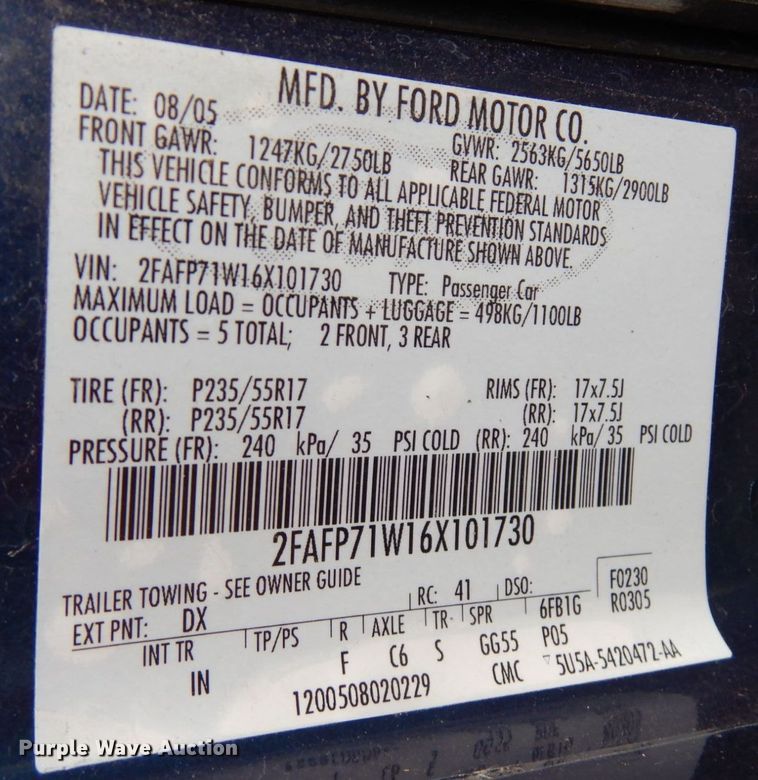 MFD. BY FORD MOTOR CO.
DATE: 08/05 GVWR: 2563KG/5650LB
FRONT GAWR: 1247KG/2750LB REAR GAWR: 1315KG/2900LB
THIS VEHICLE CONFORMS TO ALL APPLICABLE FEDERAL MOTOR
VEHICLE SAFETY, BUMPER, AND THEFT PREVENTION STANDARDS
IN EFFECT ON THE DATE OF MANUFACTURE SHOWN ABOVE.
VIN: 2FAFP71W16X101730 TYPE: Passenger Car
MAXIMUM LOAD = OCCUPANTS + LUGGAGE = 498KG/1100LB
OCCUPANTS = 5 TOTAL; 2 FRONT, 3 REAR
TIRE (FR): P235/55R17 RIMS (FR): 17x7.5J
(RR): P235/55R17 (RR): 17x7.5J
PRESSURE (FR): 240 kPa/ 35 PSI COLD (RR): 240 kPa/ 35 PSI COLD
2FAFP71W16X101730
TRAILER TOWING - SEE OWNER GUIDE
EXT PNT: DX RC: 41 DSO: F0230
INT TR TP/PS R AXLE TR SPR 6FB1G R0305
IN F C6 S GG55 P05
1200508020229 CMC 5U5A-5420472-AA
Purple Wave Auction